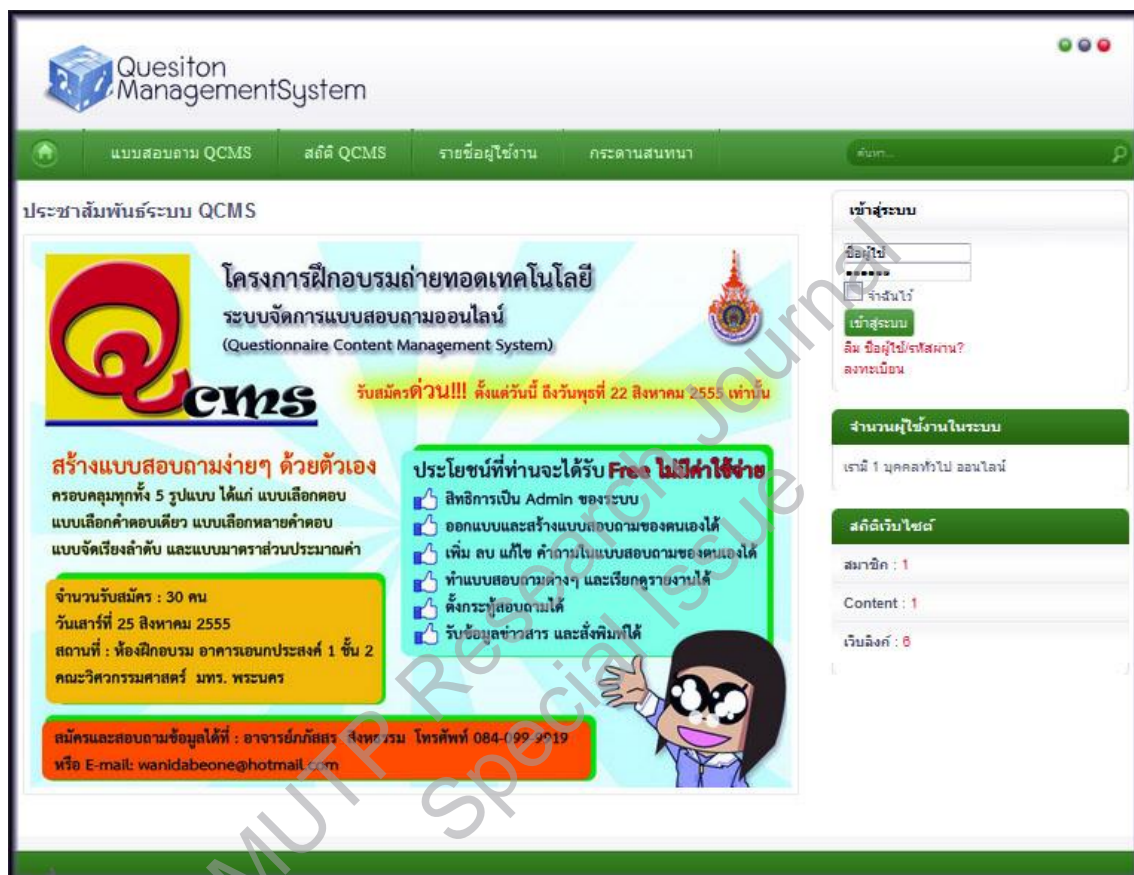 Quesiton
ManagementSystem
แบบสอบถาม QCMS
สถิติ QCMS
รายชื่อผู้ใช้งาน
กระดานสนทนา
ค้นหา...
ประชาสัมพันธ์ระบบ QCMS
Qcms
โครงการฝึกอบรมถ่ายทอดเทคโนโลยี
ระบบจัดการแบบสอบถามออนไลน์
(Questionnaire Content Management System)
รับสมัครด่วน!!! ตั้งแต่วันนี้ ถึงวันพุธที่ 22 สิงหาคม 2555 เท่านั้น
สร้างแบบสอบถามง่ายๆ ด้วยตัวเอง
ครอบคลุมทุกทั้ง 5 รูปแบบ ได้แก่ แบบเลือกตอบ
แบบเลือกคำตอบเดียว แบบเลือกหลายคำตอบ
แบบจัดเรียงลำดับ และแบบมาตราส่วนประมาณค่า
จำนวนรับสมัคร : 30 คน
วันเสาร์ที่ 25 สิงหาคม 2555
สถานที่ : ห้องฝึกอบรม อาคารเอนกประสงค์ 1 ชั้น 2
คณะวิศวกรรมศาสตร์ มทร. พระนคร
ประโยชน์ที่ท่านจะได้รับ Free ไม่มีค่าใช้จ่าย
สิทธิการเป็น Admin ของระบบ
ออกแบบและสร้างแบบสอบถามของตนเองได้
เพิ่ม ลบ แก้ไข คำถามในแบบสอบถามของตนเองได้
ทำแบบสอบถามต่างๆ และเรียกดูรายงานได้
ตั้งกระทู้สอบถามได้
รับข้อมูลข่าวสาร และสั่งพิมพ์ได้
สมัครและสอบถามข้อมูลได้ที่ : อาจารย์ภภัสสร สิงหธรรม โทรศัพท์ 084-099-9919
หรือ E-mail: wanidabeone@hotmail.com
เข้าสู่ระบบ
ชื่อผู้ใช้
จำฉันไว้
เข้าสู่ระบบ
ลืม ชื่อผู้ใช้/รหัสผ่าน?
ลงทะเบียน
จำนวนผู้ใช้งานในระบบ
เรามี 1 บุคคลทั่วไป ออนไลน์
สถิติเว็บไซต์
สมาชิก : 1
Content : 1
เว็บลิงค์ : 6
MUTP Research Journal
Special Issue